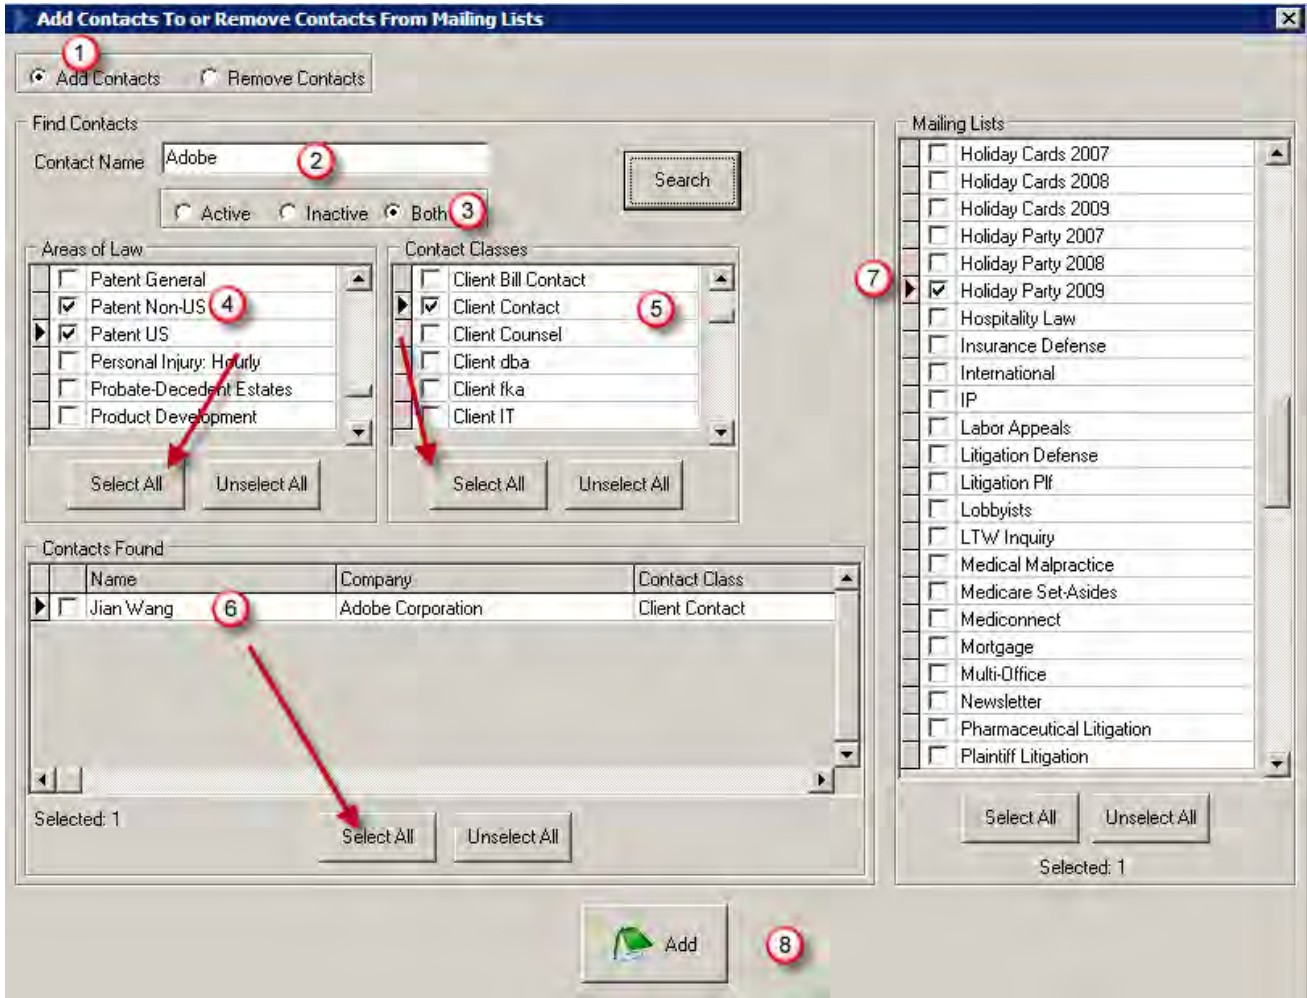 Add Contacts To or Remove Contacts From Mailing Lists
1
Add Contacts Remove Contacts
Find Contacts
Contact Name Adobe 2
Search
Active Inactive Both 3
Areas of Law
Patent General
Patent Non-US 4
Patent US
Personal Injury: Hourly
Probate-Decedent Estates
Product Development
Select All Unselect All
Contact Classes
Client Bill Contact
Client Contact 5
Client Counsel
Client dba
Client fka
Client IT
Select All Unselect All
Contacts Found
Name Company Contact Class
Jian Wang 6 Adobe Corporation Client Contact
Selected: 1
Select All Unselect All
Mailing Lists
Holiday Cards 2007
Holiday Cards 2008
Holiday Cards 2009
Holiday Party 2007
Holiday Party 2008
7 Holiday Party 2009
Hospitality Law
Insurance Defense
International
IP
Labor Appeals
Litigation Defense
Litigation Plf
Lobbyists
LTW Inquiry
Medical Malpractice
Medicare Set-Asides
Mediconnect
Mortgage
Multi-Office
Newsletter
Pharmaceutical Litigation
Plaintiff Litigation
Select All Unselect All
Selected: 1
Add 8